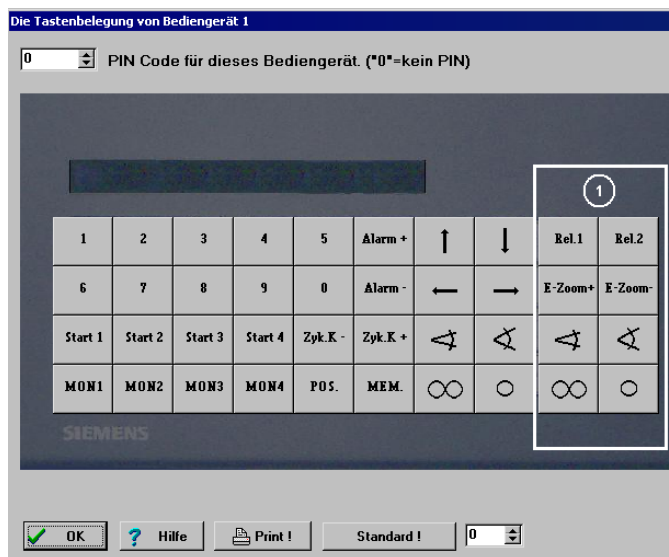 Die Tastenbelegung von Bediengerät 1
0 PIN Code für dieses Bediengerät. ("0"=kein PIN)
1
1 2 3 4 5 Alarm + Rel.1 Rel.2
6 7 8 9 0 Alarm - E-Zoom+ E-Zoom-
Start 1 Start 2 Start 3 Start 4 Zyk.K - Zyk.K +
MON1 MON2 MON3 MON4 POS. MEM.
SIEMENS
OK Hilfe Print ! Standard ! 0